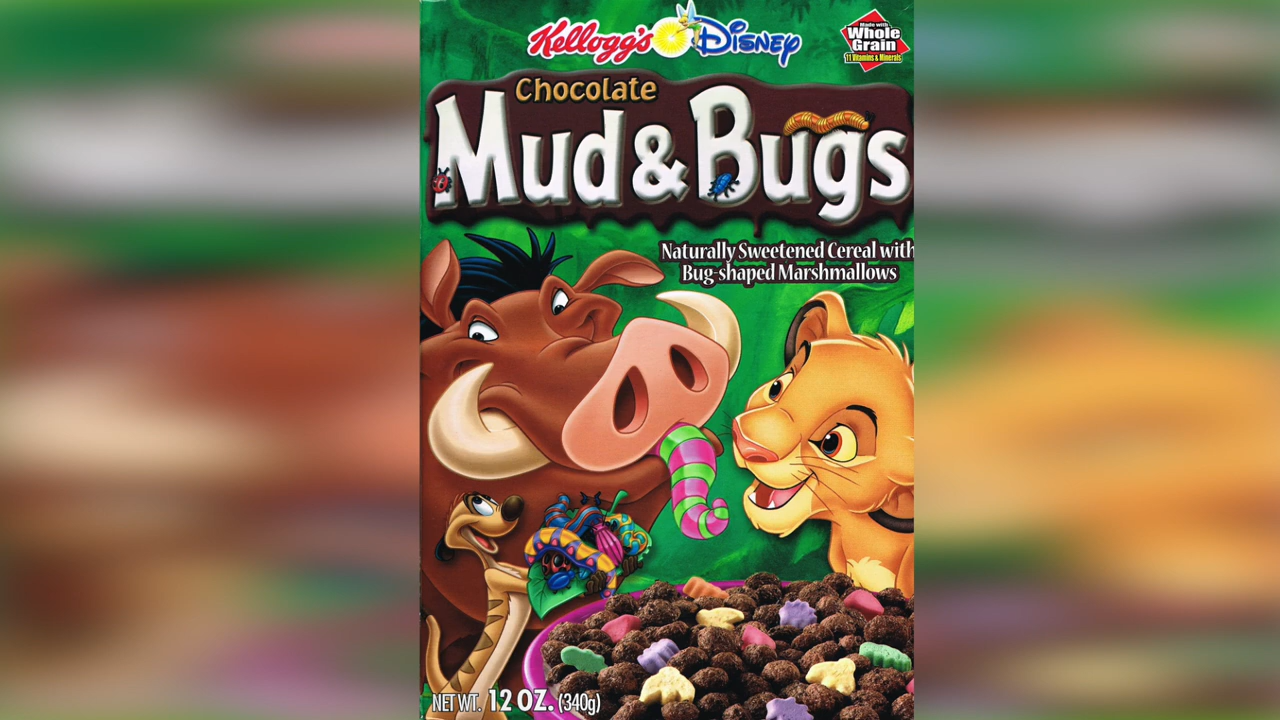 Kellogg's Disney
Made with
Whole
Grain
11 Vitamins & Minerals
Chocolate
Mud & Bugs
Naturally Sweetened Cereal with
Bug-shaped Marshmallows
NET WT. 12 OZ. (340g)